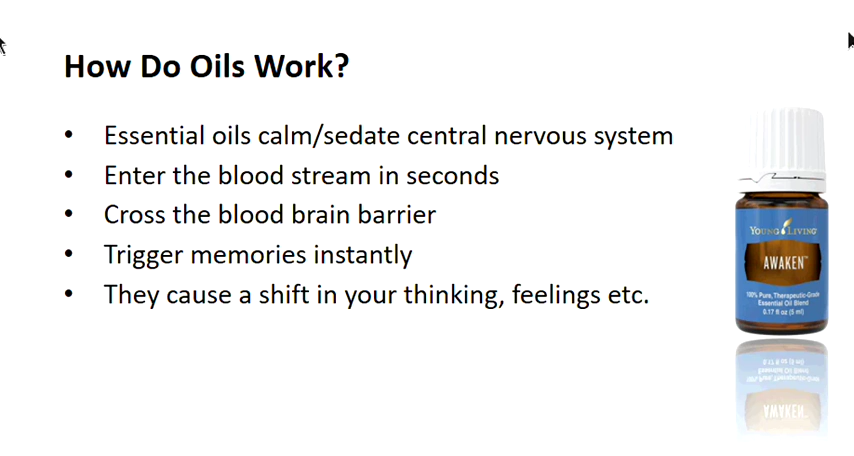 How Do Oils Work?
• Essential oils calm/sedate central nervous system
• Enter the blood stream in seconds
• Cross the blood brain barrier
• Trigger memories instantly
• They cause a shift in your thinking, feelings etc.
YOUNG LIVING
AWAKEN™
100% Pure, Therapeutic-Grade
Essential Oil Blend
0.17 fl oz (5 ml)